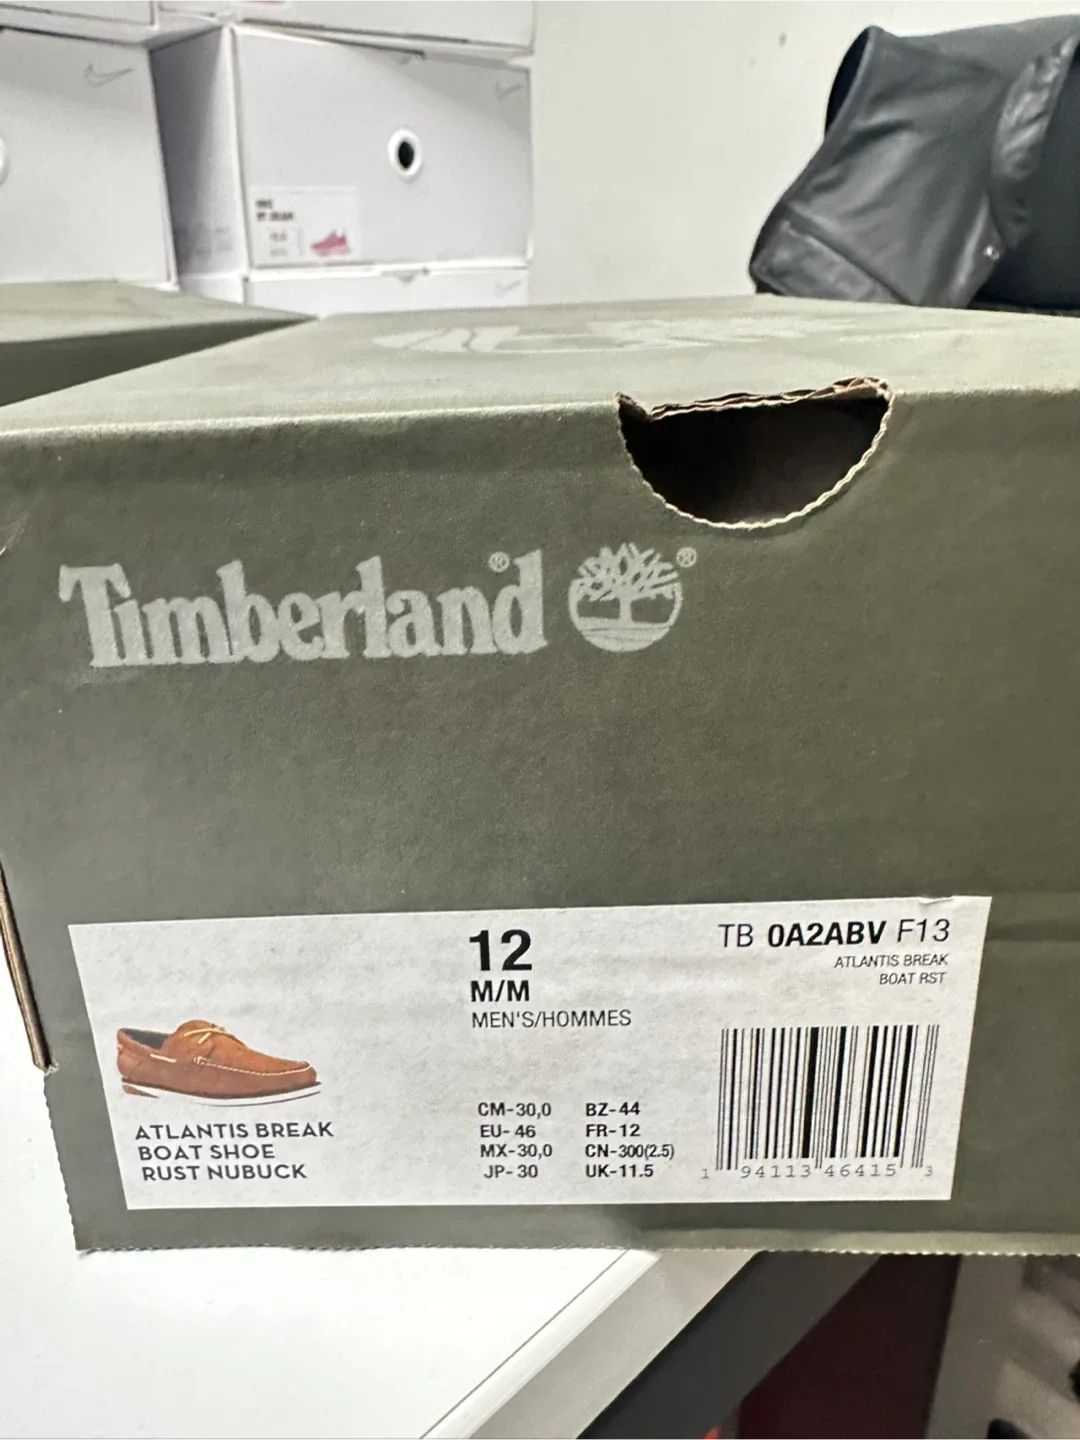 Timberland®®
12
M/M
MEN'S/HOMMES
TB 0A2ABV F13
ATLANTIS BREAK
BOAT RST
ATLANTIS BREAK
BOAT SHOE
RUST NUBUCK
CM-30,0 BZ-44
EU-46 FR-12
MX-30,0 CN-300(2.5)
JP-30 UK-11.5
1 94113 46415 3